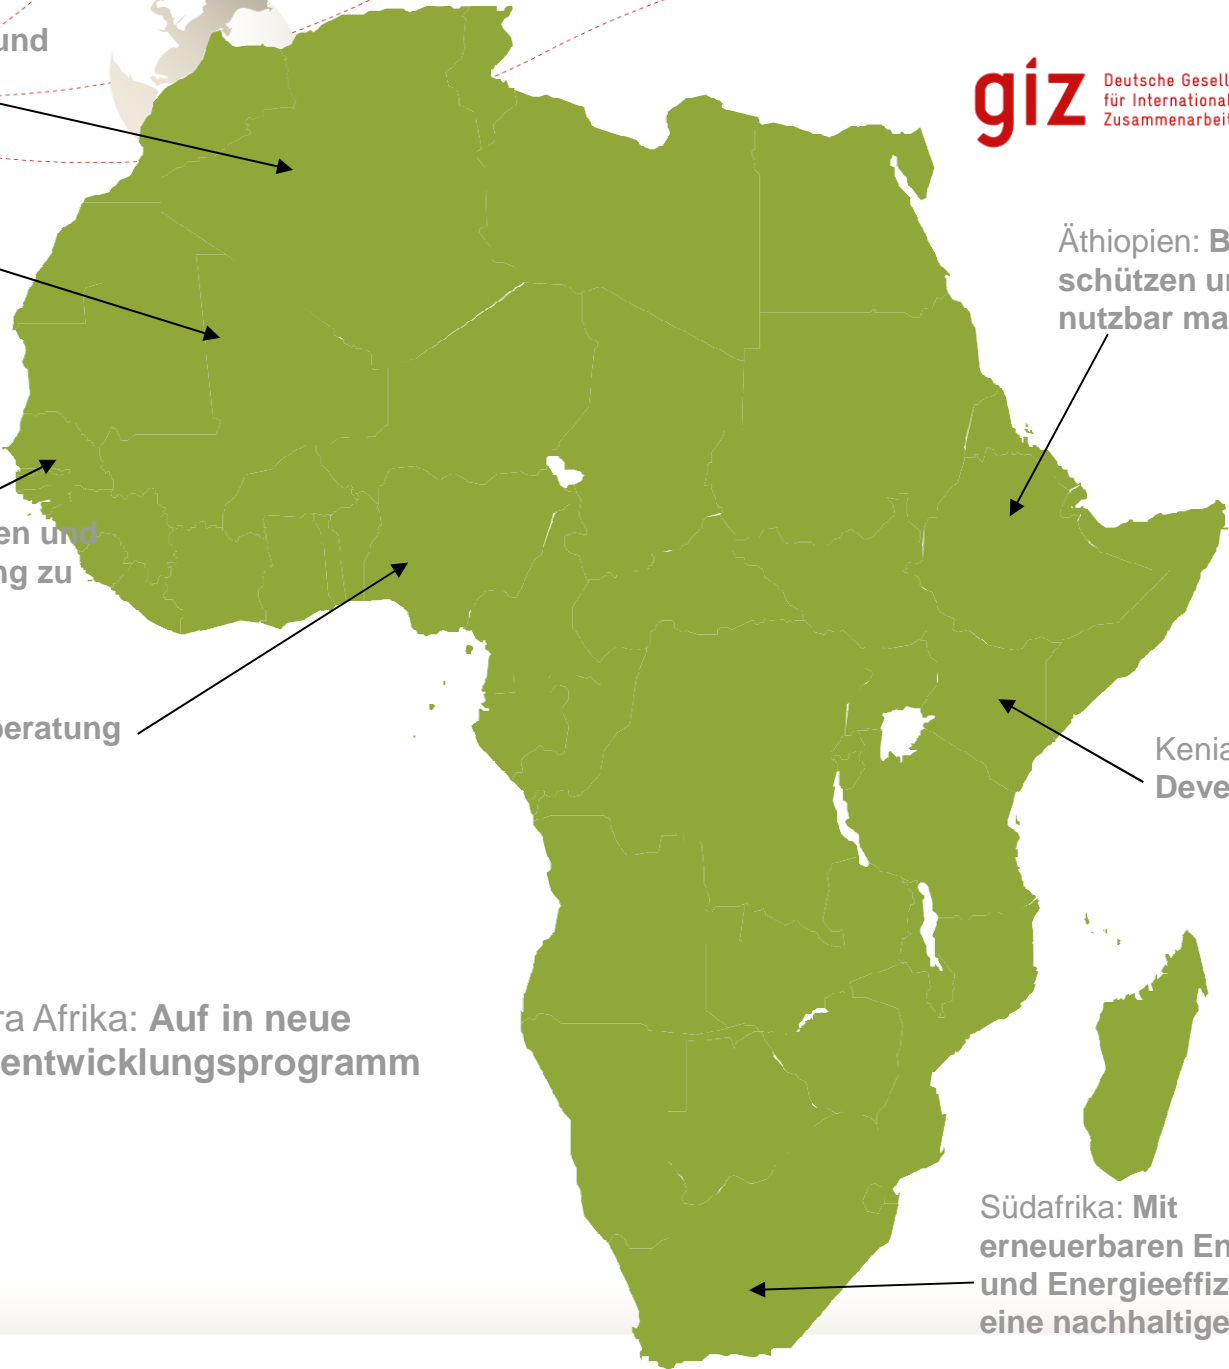 und
giz
Deutsche Gesell
für International
Zusammenarbeit
Äthiopien: B
schützen u
nutzbar ma
en und
ng zu
beratung
Kenia
Deve
ra Afrika: Auf in neue
entwicklungsprogramm
Südafrika: Mit
erneuerbaren En
und Energieeffiz
eine nachhaltige